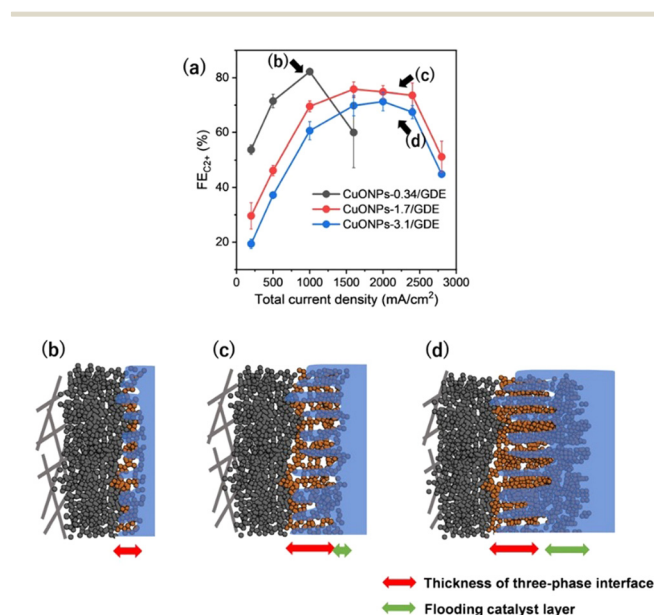 (a)
(b)
(c)
(d)
80
60
40
20
FE_C2+ (%)
CuONPs-0.34/GDE
CuONPs-1.7/GDE
CuONPs-3.1/GDE
0 500 1000 1500 2000 2500 3000
Total current density (mA/cm²)
(b)
(c)
(d)
Thickness of three-phase interface
Flooding catalyst layer